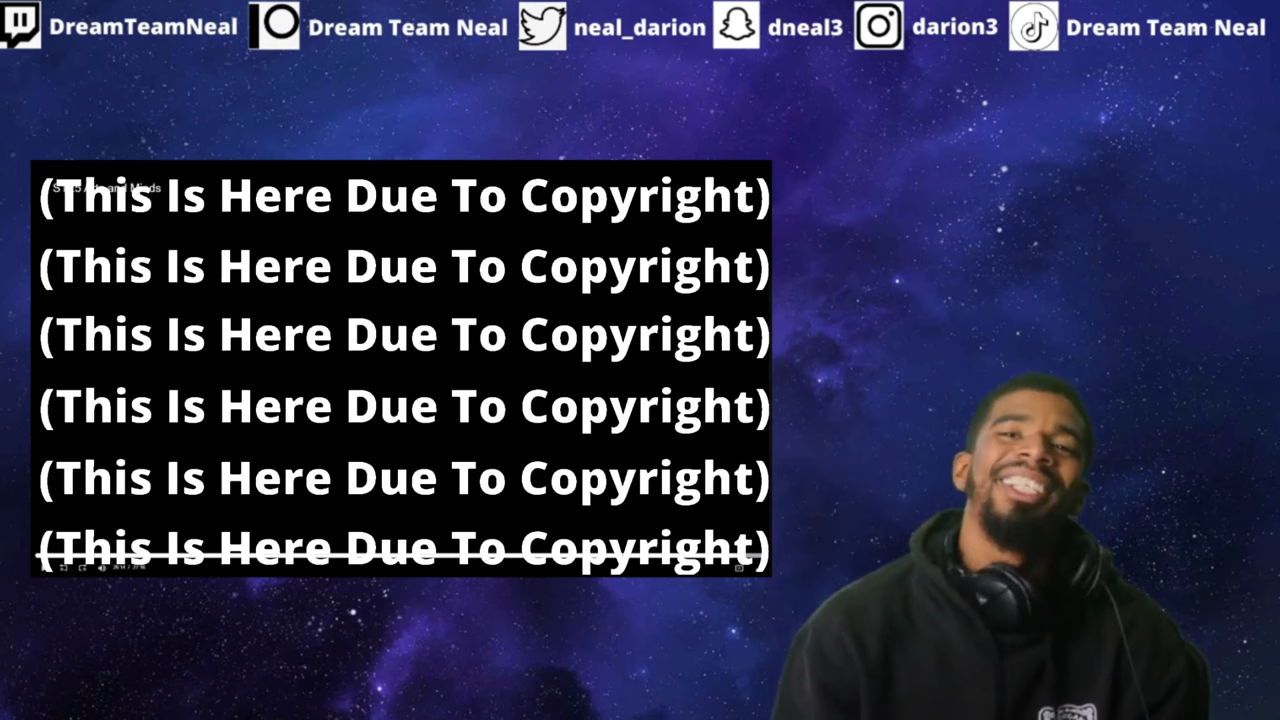 DreamTeamNeal Dream Team Neal neal_darion dneal3 darion3 Dream Team Neal
(This Is Here Due To Copyright)
(This Is Here Due To Copyright)
(This Is Here Due To Copyright)
(This Is Here Due To Copyright)
(This Is Here Due To Copyright)
(This Is Here Due To Copyright)